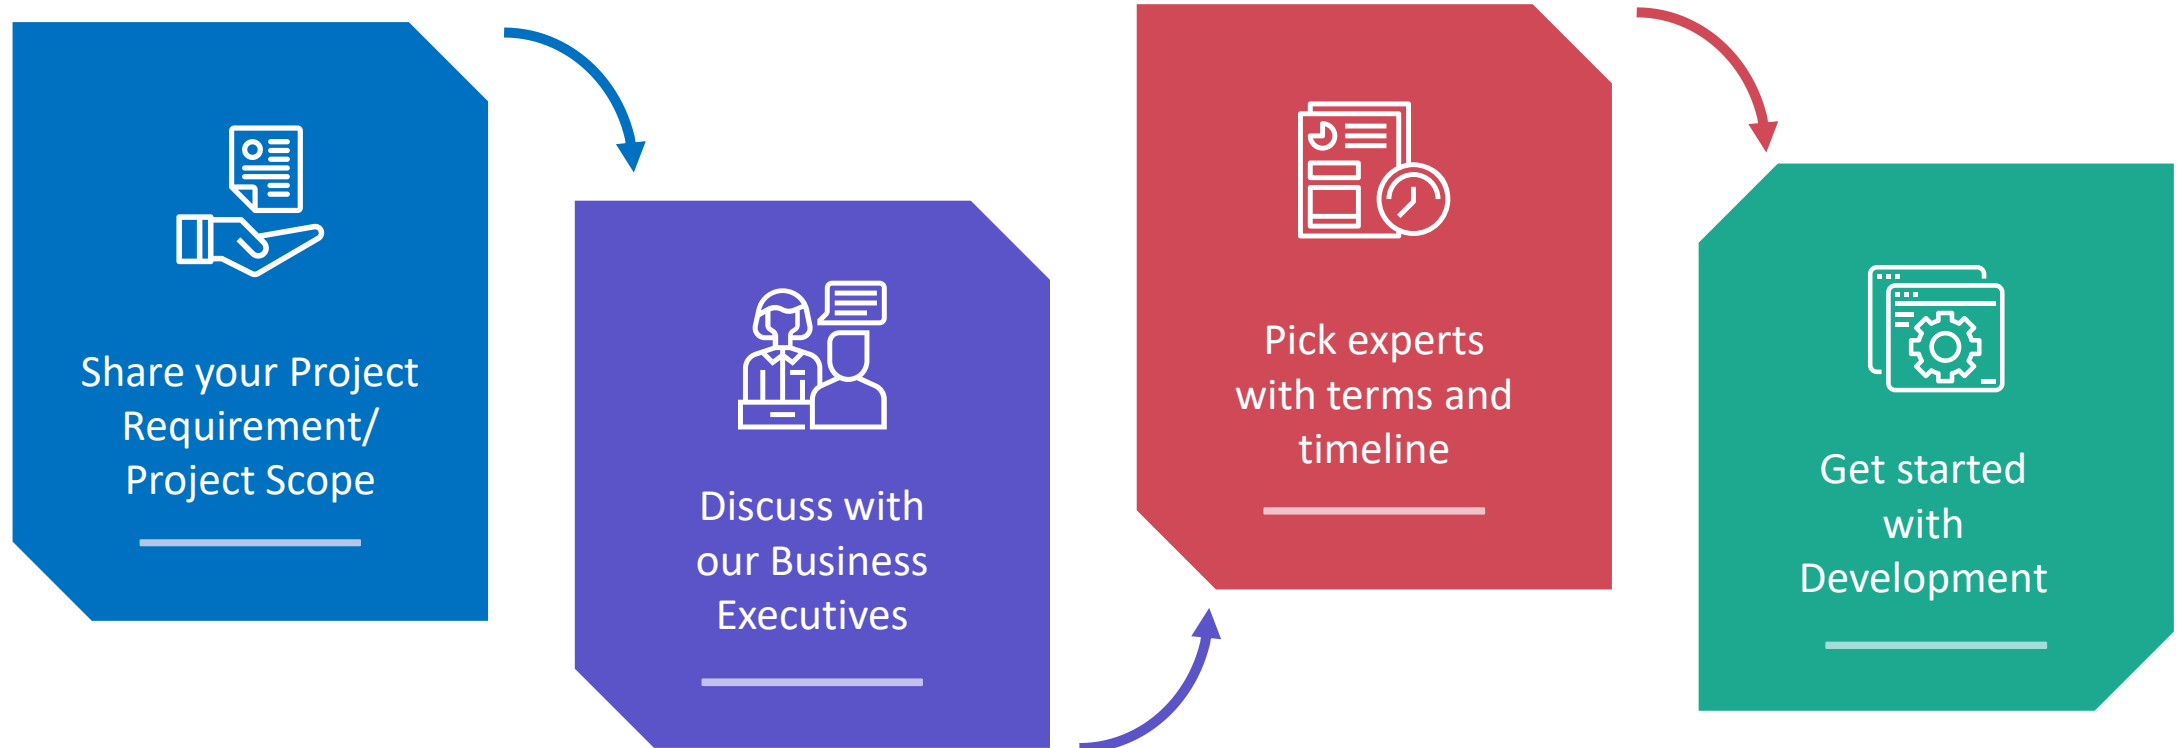 Share your Project
Requirement/
Project Scope
Discuss with
our Business
Executives
Pick experts
with terms and
timeline
Get started
with
Development